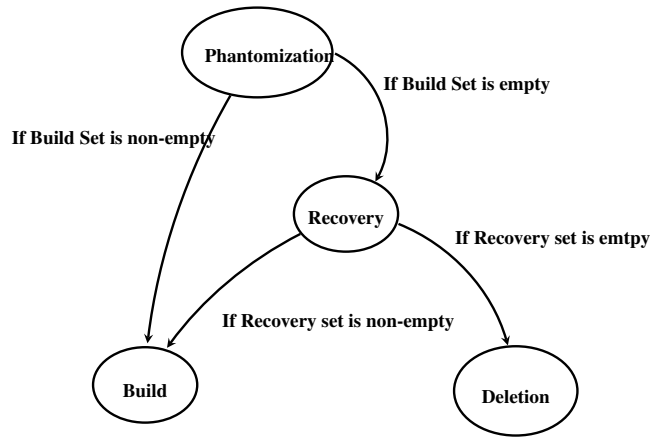 Phantomization
If Build Set is empty
If Build Set is non-empty
Recovery
If Recovery set is emtpy
If Recovery set is non-empty
Build
Deletion